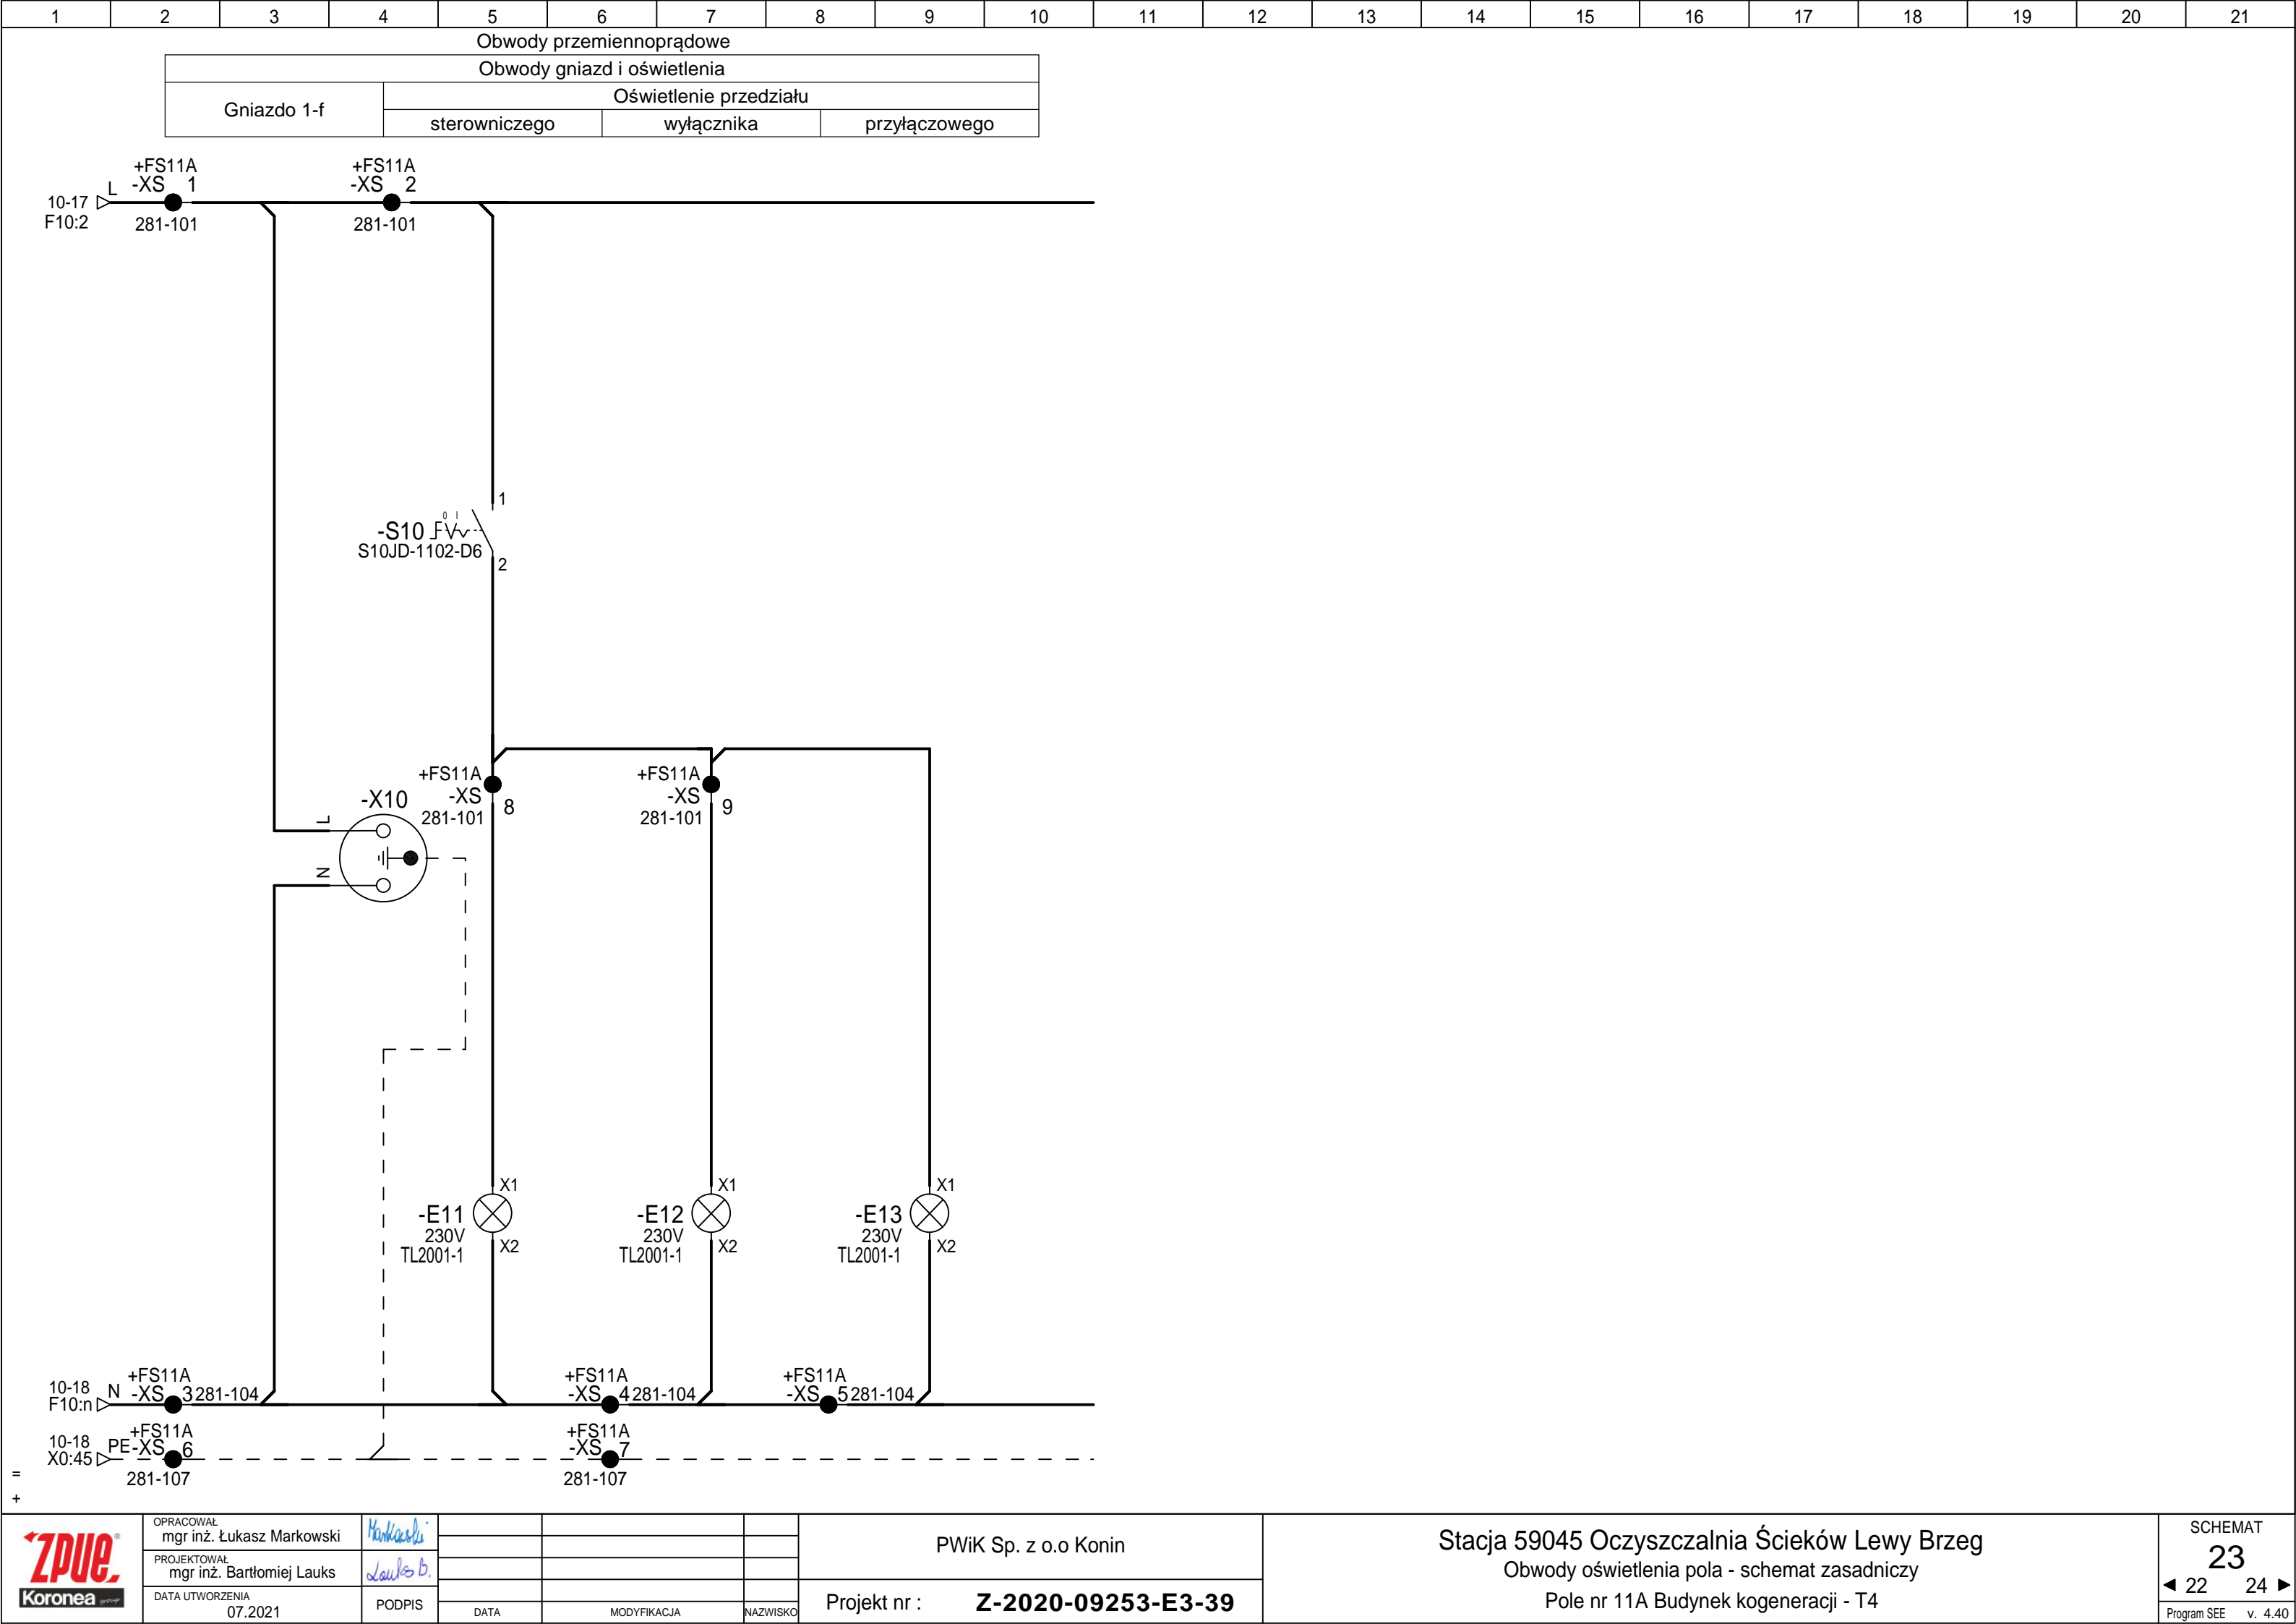 1 2 3 4 5 6 7 8 9 10 11 12 13 14 15 16 17 18 19 20 21
Obwody przemiennoprądowe
Obwody gniazd i oświetlenia
Gniazdo 1-f
Oświetlenie przedziału
sterowniczego
wyłącznika
przyłączowego
+FS11A
-XS 1
281-101
+FS11A
-XS 2
281-101
10-17
F10:2
L
1
0 I
-S10
S10JD-1102-D6
2
+FS11A
-XS
281-101
8
+FS11A
-XS
281-101
9
-X10
L
N
X1
-E11
230V
TL2001-1
X2
X1
-E12
230V
TL2001-1
X2
X1
-E13
230V
TL2001-1
X2
10-18
F10:n
N
+FS11A
-XS 3 281-104
+FS11A
-XS 4 281-104
+FS11A
-XS 5 281-104
10-18
X0:45
PE
+FS11A
-XS 6
281-107
+FS11A
-XS 7
281-107
=
+
ZPUE®
Koronea group
OPRACOWAŁ
mgr inż. Łukasz Markowski
Markowski
PROJEKTOWAŁ
mgr inż. Bartłomiej Lauks
Lauks B.
DATA UTWORZENIA
07.2021
PODPIS
DATA
MODYFIKACJA
NAZWISKO
PWiK Sp. z o.o Konin
Projekt nr : Z-2020-09253-E3-39
Stacja 59045 Oczyszczalnia Ścieków Lewy Brzeg
Obwody oświetlenia pola - schemat zasadniczy
Pole nr 11A Budynek kogeneracji - T4
SCHEMAT
23
◄ 22 24 ►
Program SEE v. 4.40